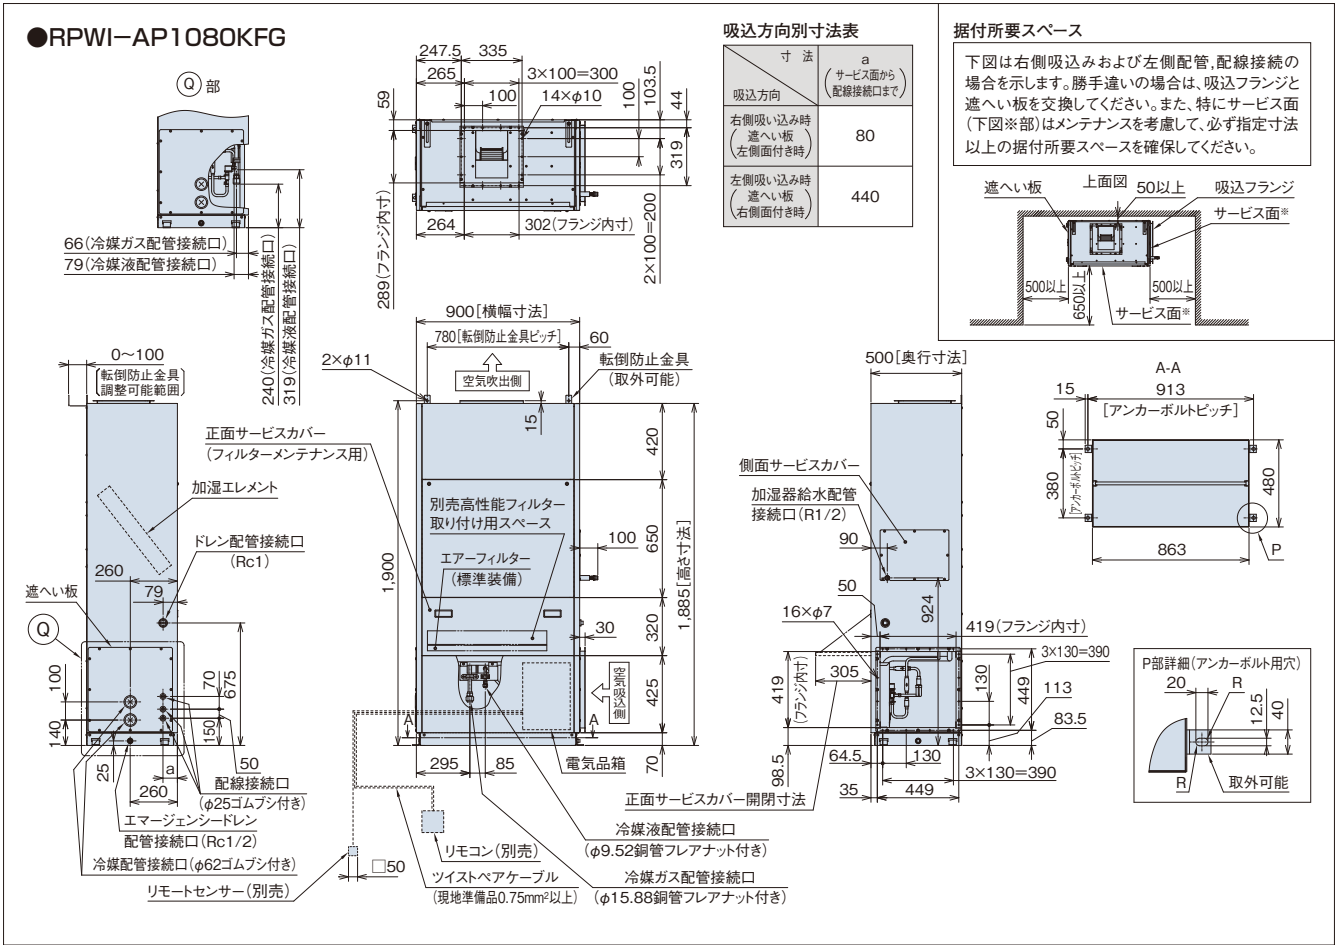 ●RPWI－AP1080KFG
Q 部
66(冷媒ガス配管接続口)
79(冷媒液配管接続口)
240(冷媒ガス配管接続口)
319(冷媒液配管接続口)
247.5
335
265
3×100=300
100
14×φ10
59
100
103.5
44
319
289(フランジ内寸)
264
302(フランジ内寸)
2×100=200
吸込方向別寸法表
寸 法
吸込方向
a
(サービス面から
配線接続口まで)
右側吸い込み時
(遮へい板
左側面付き時)
80
左側吸い込み時
(遮へい板
右側面付き時)
440
据付所要スペース
下図は右側吸込みおよび左側配管,配線接続の
場合を示します。勝手違いの場合は、吸込フランジと
遮へい板を交換してください。また、特にサービス面
(下図※部)はメンテナンスを考慮して、必ず指定寸法
以上の据付所要スペースを確保してください。
遮へい板
上面図
50以上
吸込フランジ
サービス面※
500以上
650以上
500以上
サービス面※
0～100
[転倒防止金具
調整可能範囲]
加湿エレメント
ドレン配管接続口
(Rc1)
260
79
遮へい板
Q
100
140
25
70
675
150
50
a
260
配線接続口
(φ25ゴムブシ付き)
エマージェンシードレン
配管接続口(Rc1/2)
冷媒配管接続口(φ62ゴムブシ付き)
リモートセンサー(別売)
900[横幅寸法]
780[転倒防止金具ピッチ]
60
2×φ11
空気吹出側
転倒防止金具
(取外可能)
15
正面サービスカバー
(フィルターメンテナンス用)
別売高性能フィルター
取り付け用スペース
エアーフィルター
(標準装備)
1,900
420
650
100
1,885[高さ寸法]
320
30
空気吸込側
425
A
A
70
295
85
電気品箱
正面サービスカバー開閉寸法
冷媒液配管接続口
(φ9.52銅管フレアナット付き)
リモコン(別売)
□50
ツイストペアケーブル
(現地準備品0.75mm²以上)
冷媒ガス配管接続口
(φ15.88銅管フレアナット付き)
500[奥行寸法]
側面サービスカバー
加湿器給水配管
接続口(R1/2)
90
50
16×φ7
924
419(フランジ内寸)
3×130=390
419
(フランジ内寸)
305
130
449
113
83.5
98.5
64.5
130
3×130=390
35
449
A-A
15
913
[アンカーボルトピッチ]
50
380
[アンカーボルトピッチ]
480
863
P
P部詳細(アンカーボルト用穴)
20
R
12.5
40
R
取外可能